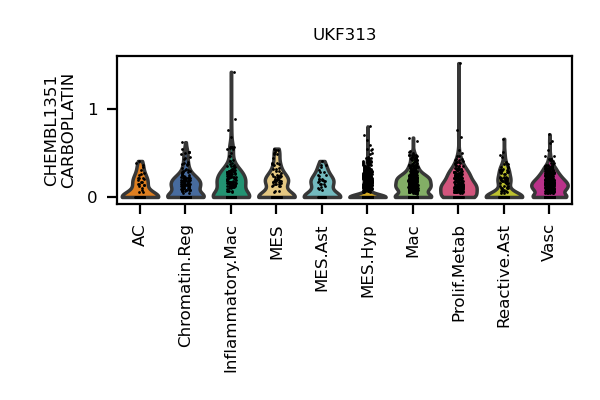 UKF313
CHEMBL1351
CARBOPLATIN
1
0
AC
Chromatin.Reg
Inflammatory.Mac
MES
MES.Ast
MES.Hyp
Mac
Prolif.Metab
Reactive.Ast
Vasc